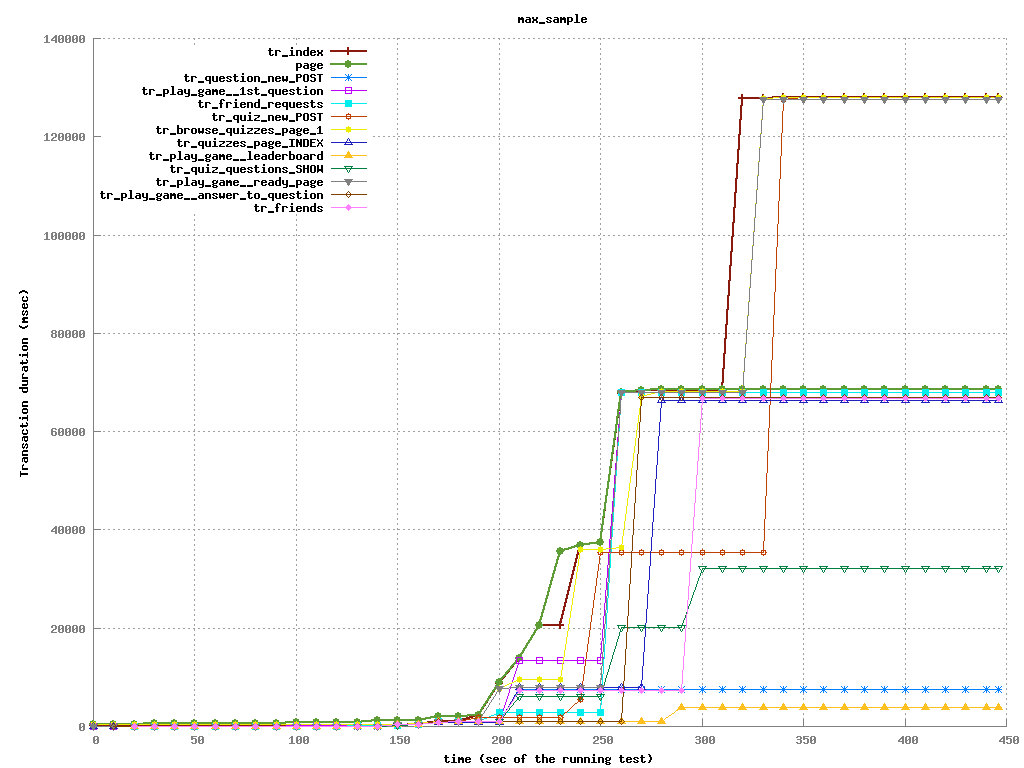 max_sample
140000
120000
100000
80000
60000
40000
20000
0
tr_index
page
tr_question_new_POST
tr_play_game__1st_question
tr_friend_requests
tr_quiz_new_POST
tr_browse_quizzes_page_1
tr_quizzes_page_INDEX
tr_play_game__leaderboard
tr_quiz_questions_SHOW
tr_play_game__ready_page
tr_play_game__answer_to_question
tr_friends
Transaction duration (msec)
0 50 100 150 200 250 300 350 400 450
time (sec of the running test)